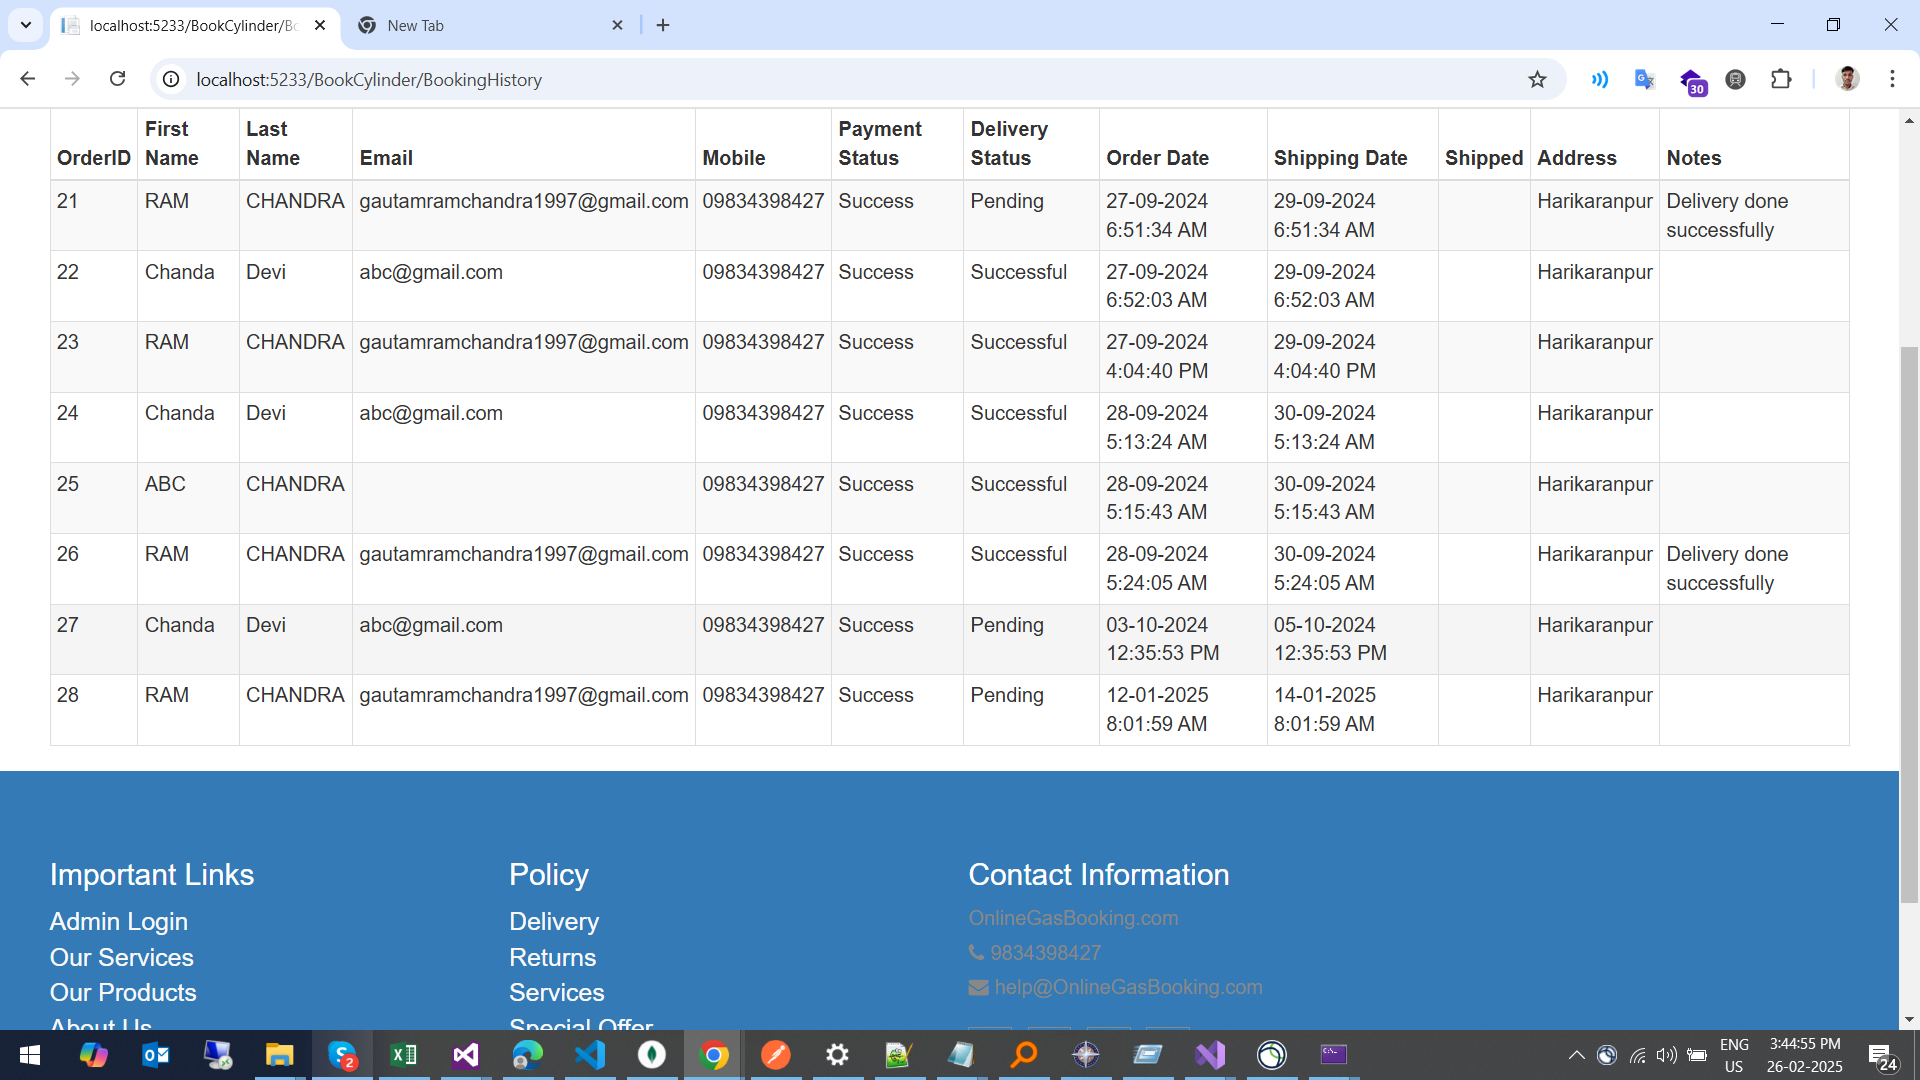 localhost:5233/BookCylinder/Bo
New Tab
localhost:5233/BookCylinder/BookingHistory
30
OrderID First Name Last Name Email Mobile Payment Status Delivery Status Order Date Shipping Date Shipped Address Notes
21 RAM CHANDRA gautamramchandra1997@gmail.com 09834398427 Success Pending 27-09-2024 6:51:34 AM 29-09-2024 6:51:34 AM Harikaranpur Delivery done successfully
22 Chanda Devi abc@gmail.com 09834398427 Success Successful 27-09-2024 6:52:03 AM 29-09-2024 6:52:03 AM Harikaranpur
23 RAM CHANDRA gautamramchandra1997@gmail.com 09834398427 Success Successful 27-09-2024 4:04:40 PM 29-09-2024 4:04:40 PM Harikaranpur
24 Chanda Devi abc@gmail.com 09834398427 Success Successful 28-09-2024 5:13:24 AM 30-09-2024 5:13:24 AM Harikaranpur
25 ABC CHANDRA 09834398427 Success Successful 28-09-2024 5:15:43 AM 30-09-2024 5:15:43 AM Harikaranpur
26 RAM CHANDRA gautamramchandra1997@gmail.com 09834398427 Success Successful 28-09-2024 5:24:05 AM 30-09-2024 5:24:05 AM Harikaranpur Delivery done successfully
27 Chanda Devi abc@gmail.com 09834398427 Success Pending 03-10-2024 12:35:53 PM 05-10-2024 12:35:53 PM Harikaranpur
28 RAM CHANDRA gautamramchandra1997@gmail.com 09834398427 Success Pending 12-01-2025 8:01:59 AM 14-01-2025 8:01:59 AM Harikaranpur
Important Links
Admin Login
Our Services
Our Products
About Us
Policy
Delivery
Returns
Services
Special Offer
Contact Information
OnlineGasBooking.com
9834398427
help@OnlineGasBooking.com
2
ENG
US
3:44:55 PM
26-02-2025
24